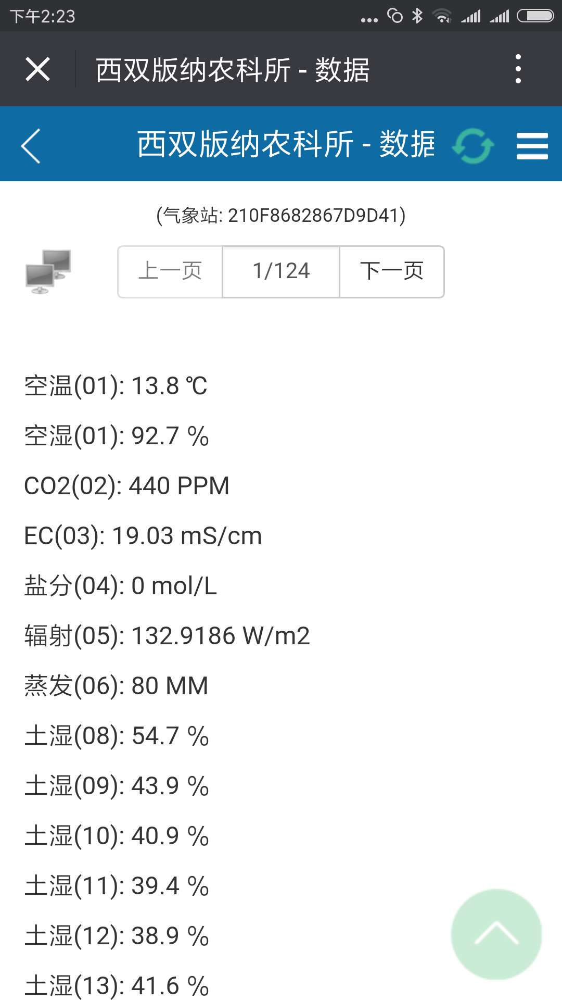 下午2:23
西双版纳农科所 - 数据
西双版纳农科所 - 数据
(气象站: 210F8682867D9D41)
上一页 1/124 下一页
空温(01): 13.8 ℃
空湿(01): 92.7 %
CO2(02): 440 PPM
EC(03): 19.03 mS/cm
盐分(04): 0 mol/L
辐射(05): 132.9186 W/m2
蒸发(06): 80 MM
土湿(08): 54.7 %
土湿(09): 43.9 %
土湿(10): 40.9 %
土湿(11): 39.4 %
土湿(12): 38.9 %
土湿(13): 41.6 %